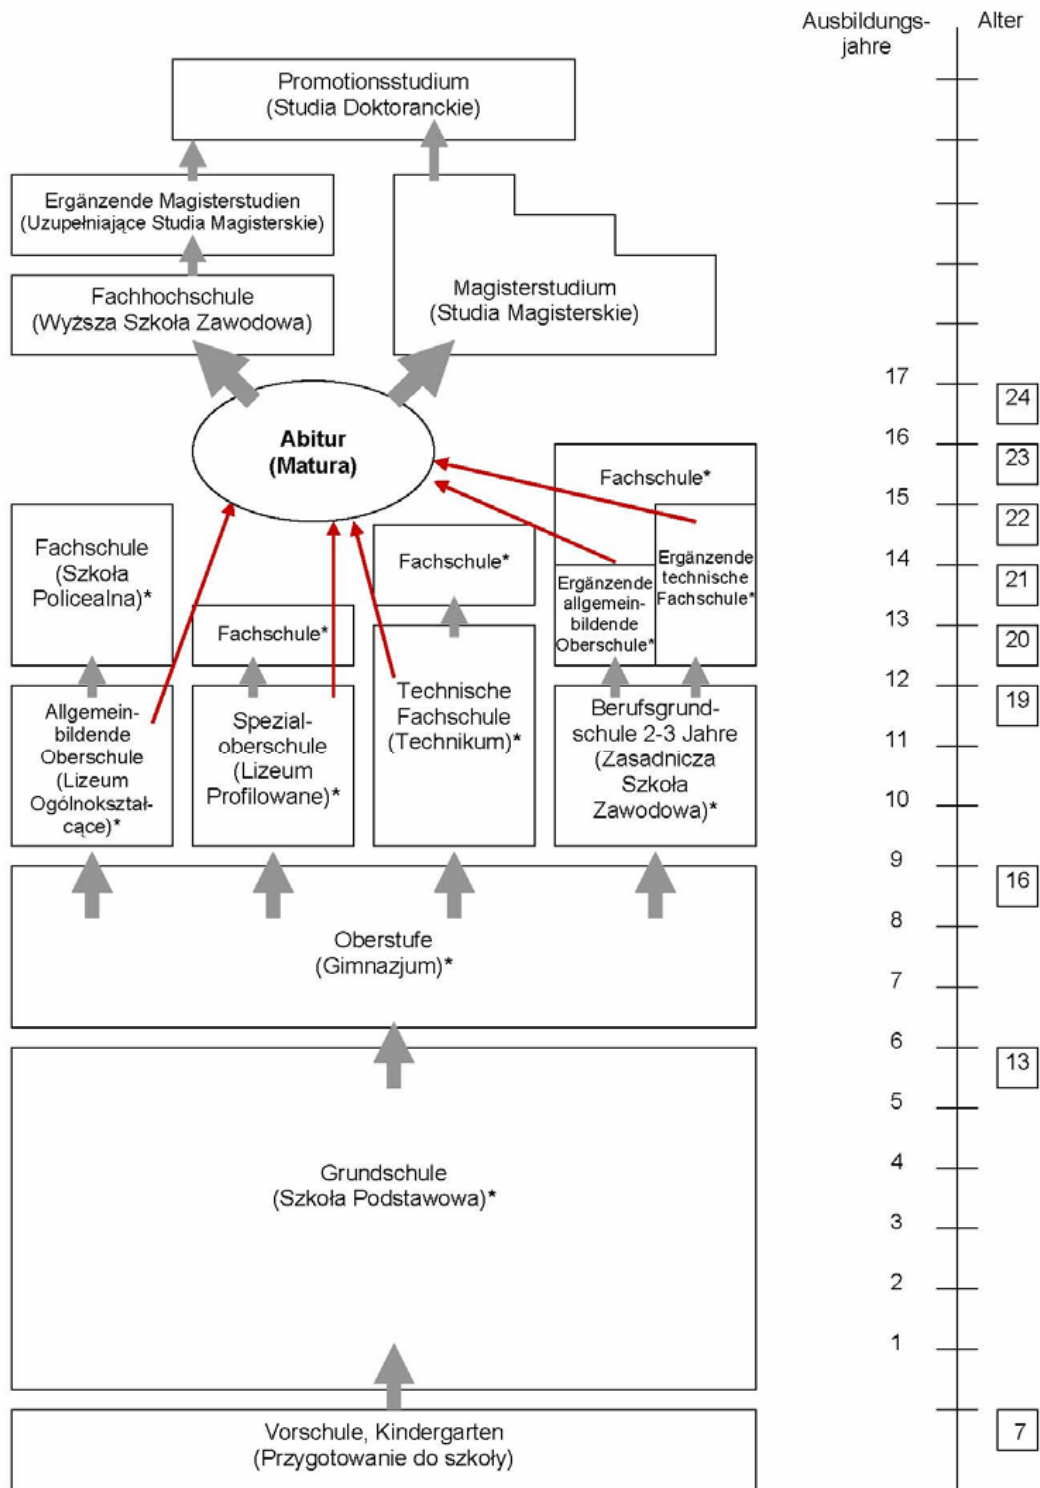 Ausbildungs-
jahre
Alter
Promotionsstudium
(Studia Doktoranckie)
Ergänzende Magisterstudien
(Uzupełniające Studia Magisterskie)
Fachhochschule
(Wyższa Szkoła Zawodowa)
Magisterstudium
(Studia Magisterskie)
Abitur
(Matura)
Fachschule
(Szkoła
Policealna)*
Fachschule*
Fachschule*
Fachschule*
Ergänzende
allgemein-
bildende
Oberschule*
Ergänzende
technische
Fachschule*
Allgemein-
bildende
Oberschule
(Lizeum
Ogólnokształ-
cące)*
Spezial-
oberschule
(Lizeum
Profilowane)*
Technische
Fachschule
(Technikum)*
Berufsgrund-
schule 2-3 Jahre
(Zasadnicza
Szkoła
Zawodowa)*
Oberstufe
(Gimnazjum)*
Grundschule
(Szkoła Podstawowa)*
Vorschule, Kindergarten
(Przygotowanie do szkoły)
17
16
15
14
13
12
11
10
9
8
7
6
5
4
3
2
1
24
23
22
21
20
19
16
13
7